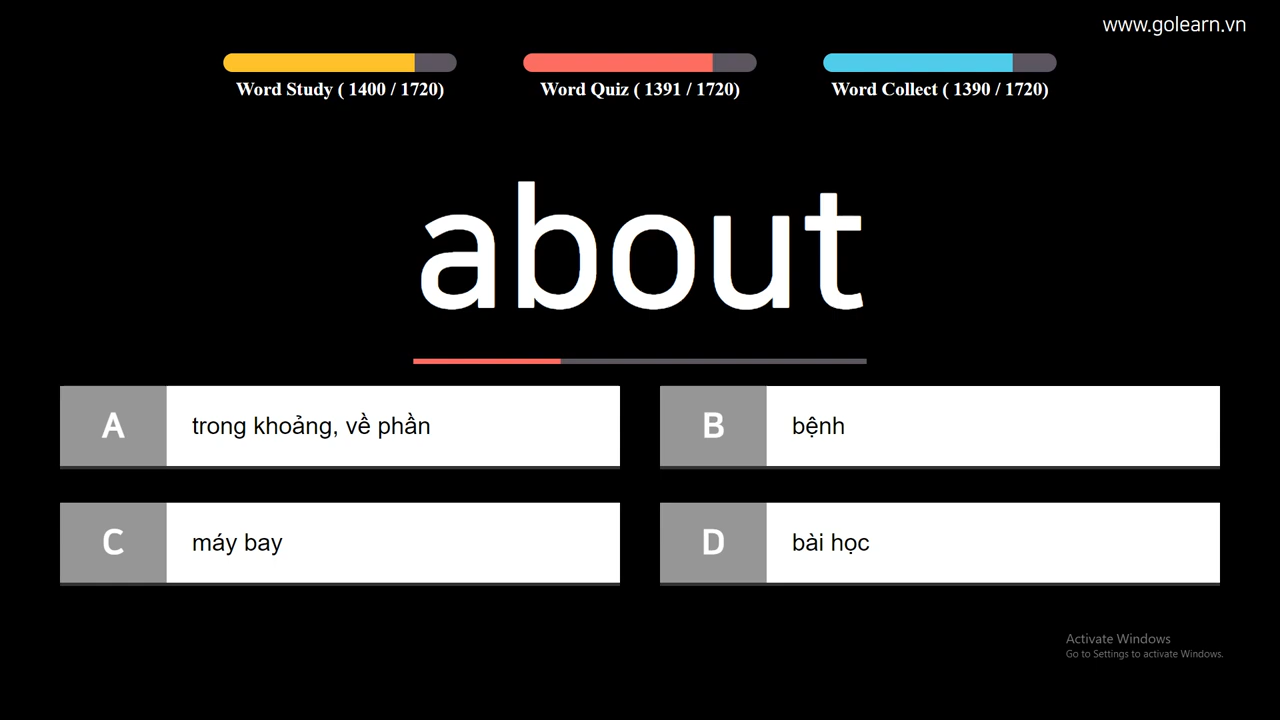 www.golearn.vn
Word Study ( 1400 / 1720)
Word Quiz ( 1391 / 1720)
Word Collect ( 1390 / 1720)
about
A trong khoảng, về phần
B bệnh
C máy bay
D bài học
Activate Windows
Go to Settings to activate Windows.